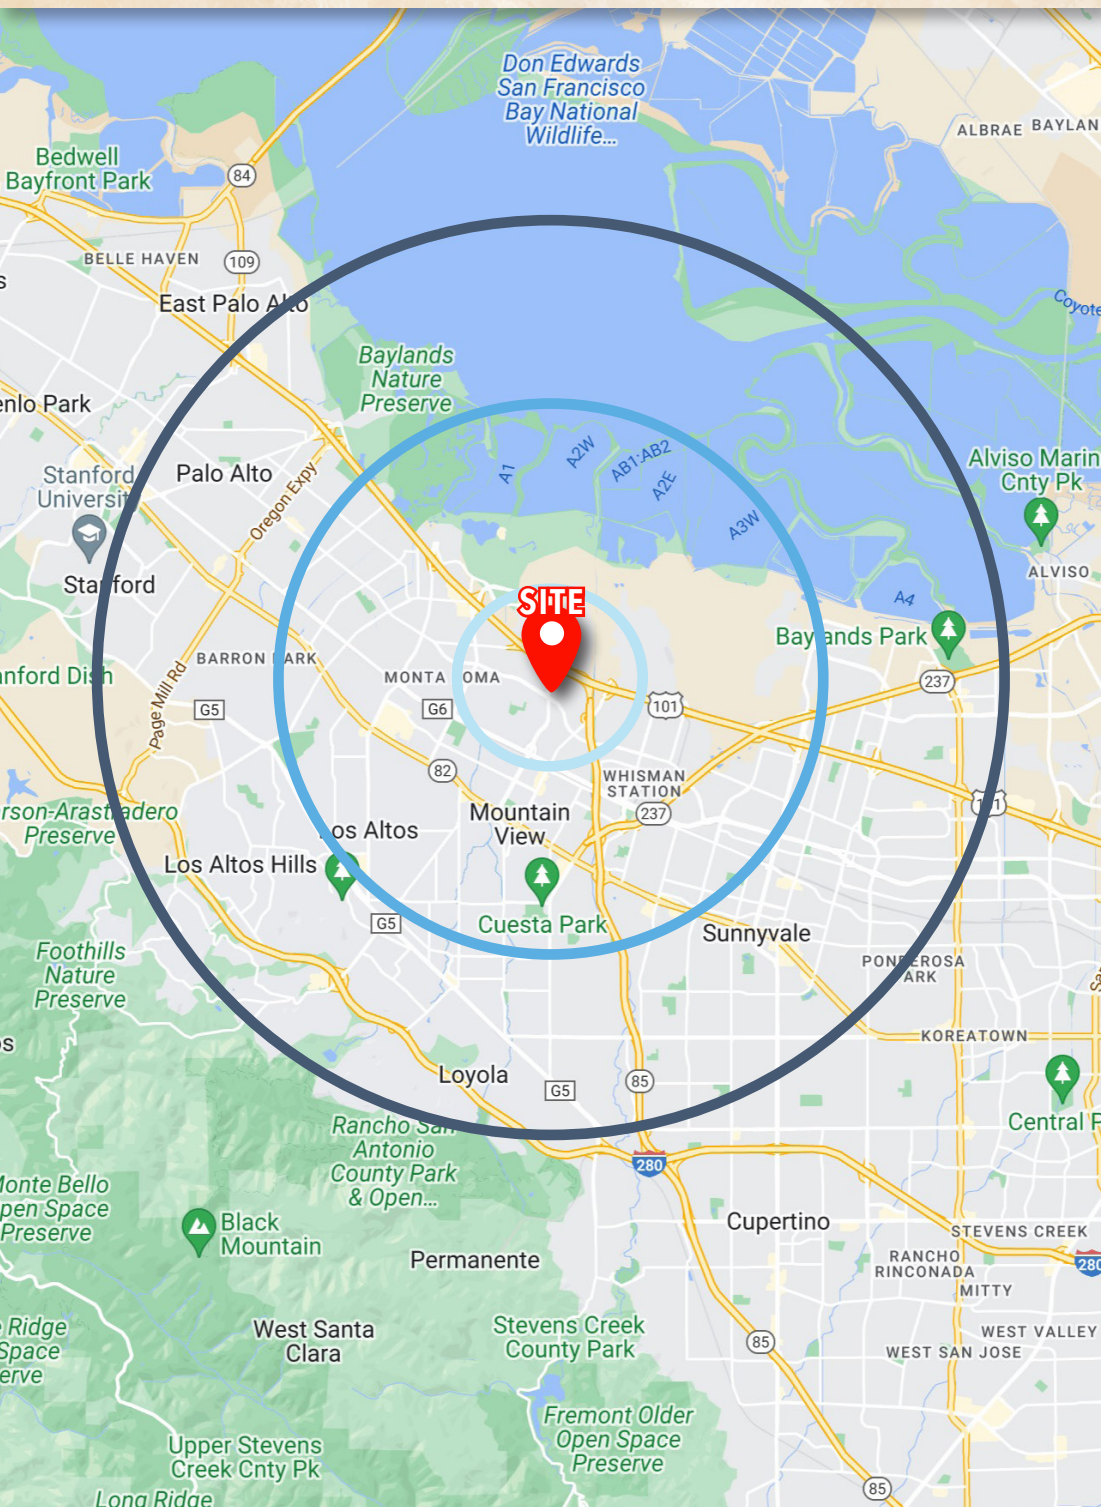 Don Edwards
San Francisco
Bay National
Wildlife...
ALBRAE
BAYLAN
Bedwell
Bayfront Park
84
BELLE HAVEN
109
s
East Palo Alto
Coyote
Baylands
Nature
Preserve
enlo Park
Stanford
University
Palo Alto
Oregon Expy
A1
A2W
AB1;AB2
A2E
A3W
Alviso Marin
Cnty Pk
ALVISO
Stanford
SITE
A4
Baylands Park
BARRON PARK
MONTA OMA
anford Dish
237
Page Mill Rd
G5
G6
101
82
WHISMAN
STATION
237
101
erson-Arastradero
Preserve
Mountain
View
Los Altos
Los Altos Hills
G5
Cuesta Park
Sunnyvale
Foothills
Nature
Preserve
PONDEROSA
PARK
Sa
os
KOREATOWN
Loyola
G5
85
Central P
Rancho San
Antonio
County Park
& Open...
280
Monte Bello
Open Space
Preserve
Black
Mountain
Cupertino
STEVENS CREEK
Permanente
RANCHO
RINCONADA
280
MITTY
e Ridge
Space
erve
West Santa
Clara
Stevens Creek
County Park
85
WEST VALLEY
WEST SAN JOSE
Fremont Older
Open Space
Preserve
Upper Stevens
Creek Cnty Pk
85
Long Ridge